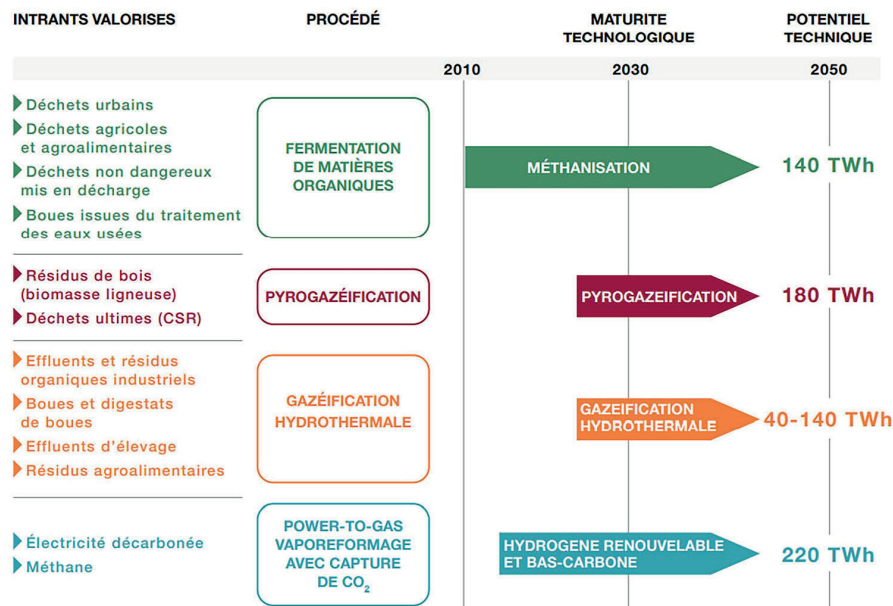 INTRANTS VALORISES
PROCÉDÉ
MATURITE
TECHNOLOGIQUE
POTENTIEL
TECHNIQUE
2010
2030
2050
Déchets urbains
Déchets agricoles
et agroalimentaires
Déchets non dangereux
mis en décharge
Boues issues du traitement
des eaux usées
FERMENTATION
DE MATIÈRES
ORGANIQUES
MÉTHANISATION
140 TWh
Résidus de bois
(biomasse ligneuse)
Déchets ultimes (CSR)
PYROGAZÉIFICATION
PYROGAZEIFICATION
180 TWh
Effluents et résidus
organiques industriels
Boues et digestats
de boues
Effluents d'élevage
Résidus agroalimentaires
GAZÉIFICATION
HYDROTHERMALE
GAZEIFICATION
HYDROTHERMALE
40-140 TWh
Électricité décarbonée
Méthane
POWER-TO-GAS
VAPOREFORMAGE
AVEC CAPTURE
DE CO₂
HYDROGENE RENOUVELABLE
ET BAS-CARBONE
220 TWh